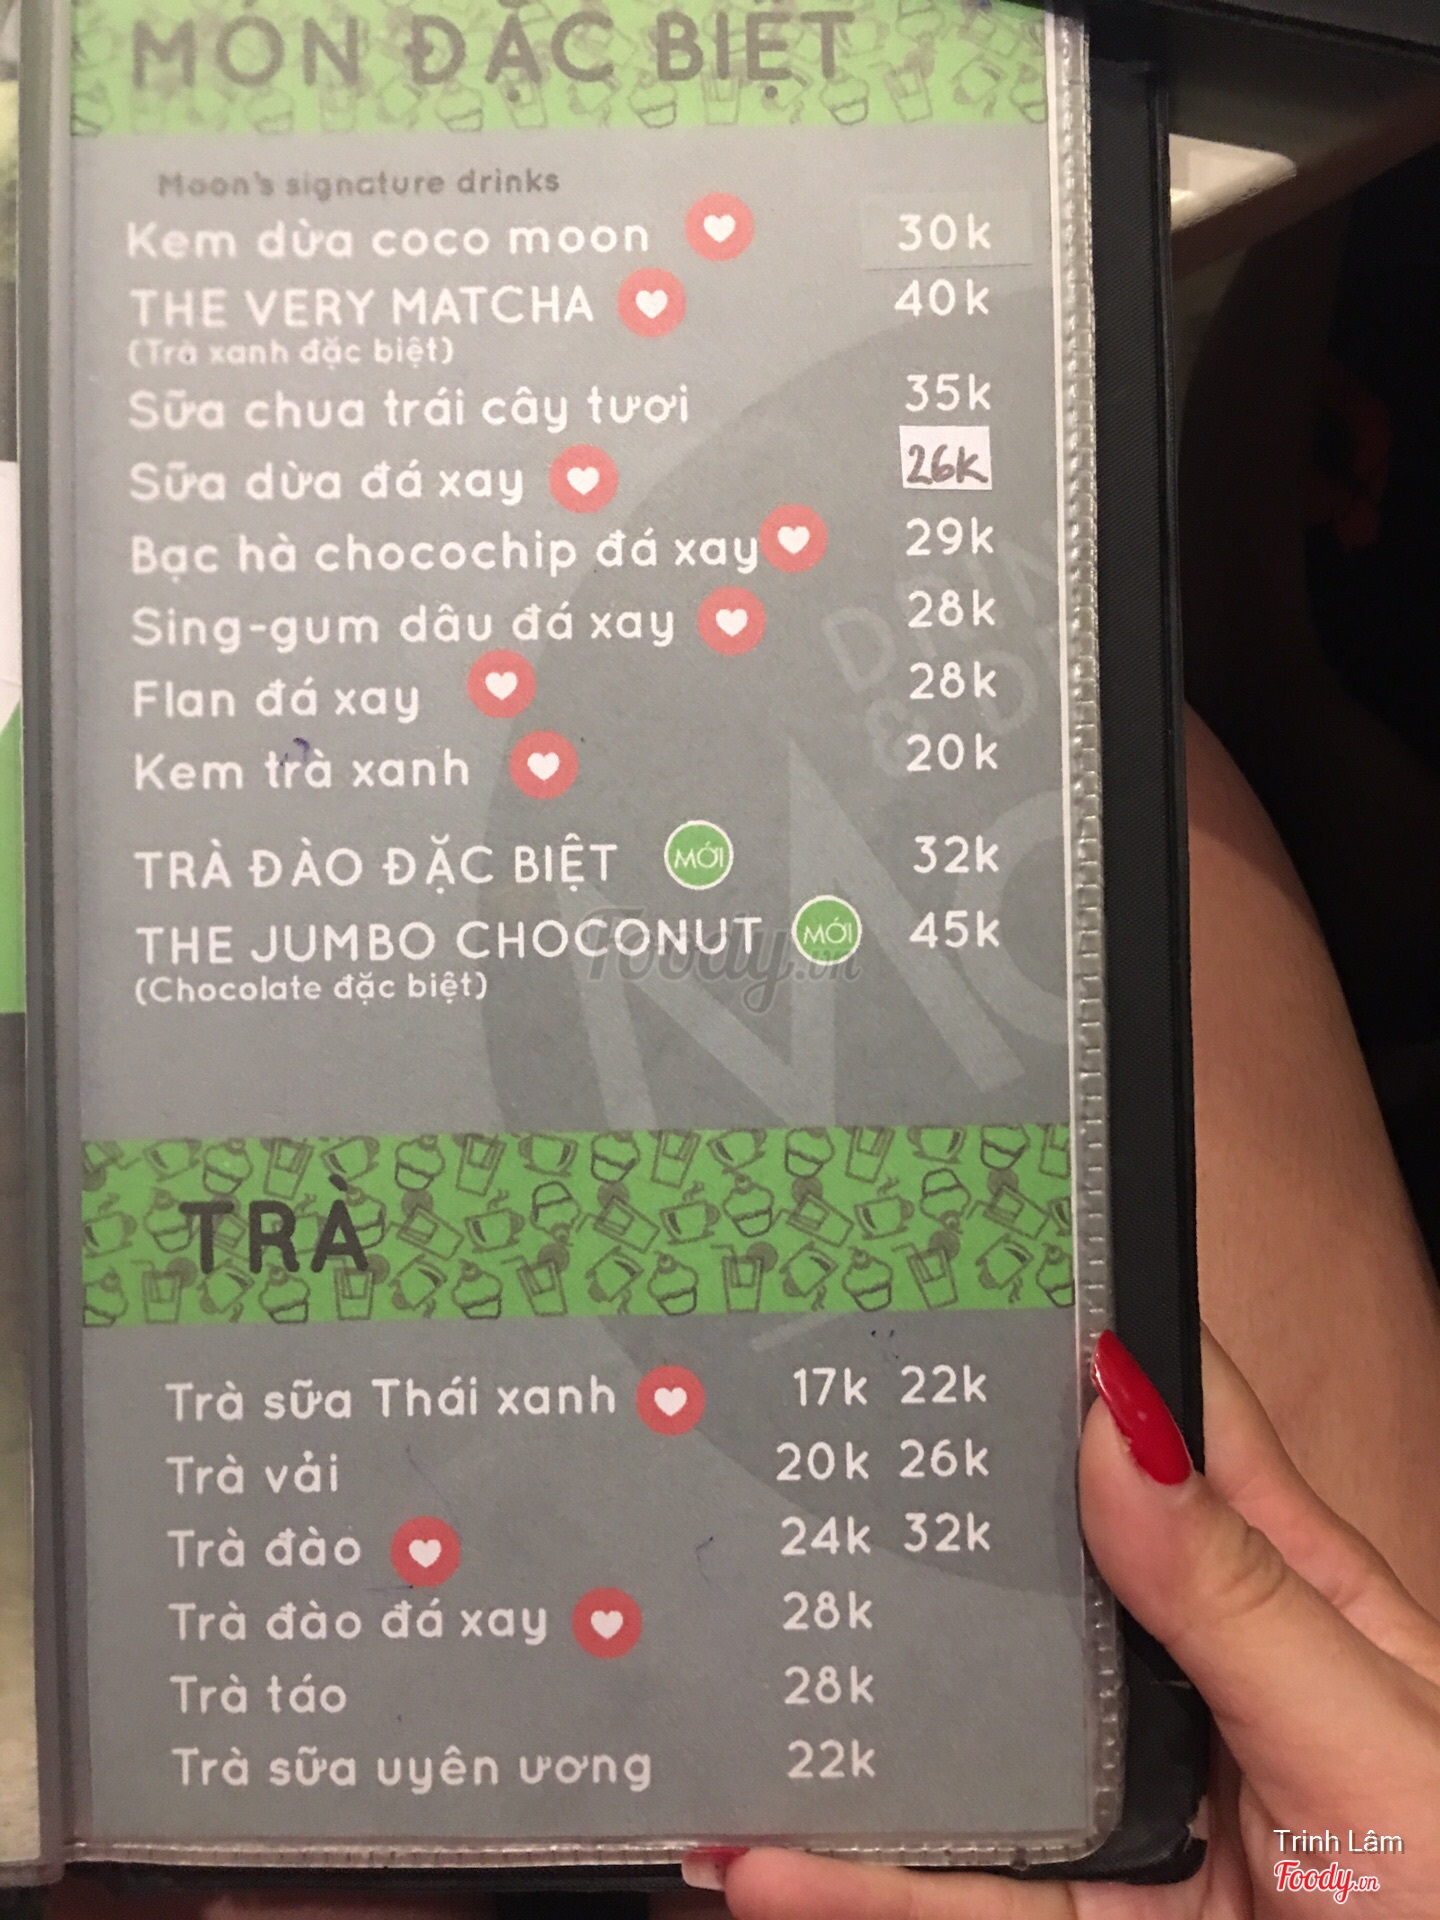 MÓN ĐẶC BIỆT
Moon's signature drinks
Kem dừa coco moon 30k
THE VERY MATCHA 40k
(Trà xanh đặc biệt)
Sữa chua trái cây tươi 35k
Sữa dừa đá xay 26k
Bạc hà chocochip đá xay 29k
Sing-gum dâu đá xay 28k
Flan đá xay 28k
Kem trà xanh 20k
TRÀ ĐÀO ĐẶC BIỆT MỚI 32k
THE JUMBO CHOCONUT MỚI 45k
(Chocolate đặc biệt)
Foody.vn
TRÀ
Trà sữa Thái xanh 17k 22k
Trà vải 20k 26k
Trà đào 24k 32k
Trà đào đá xay 28k
Trà táo 28k
Trà sữa uyên ương 22k
Trinh Lâm
Foody.vn